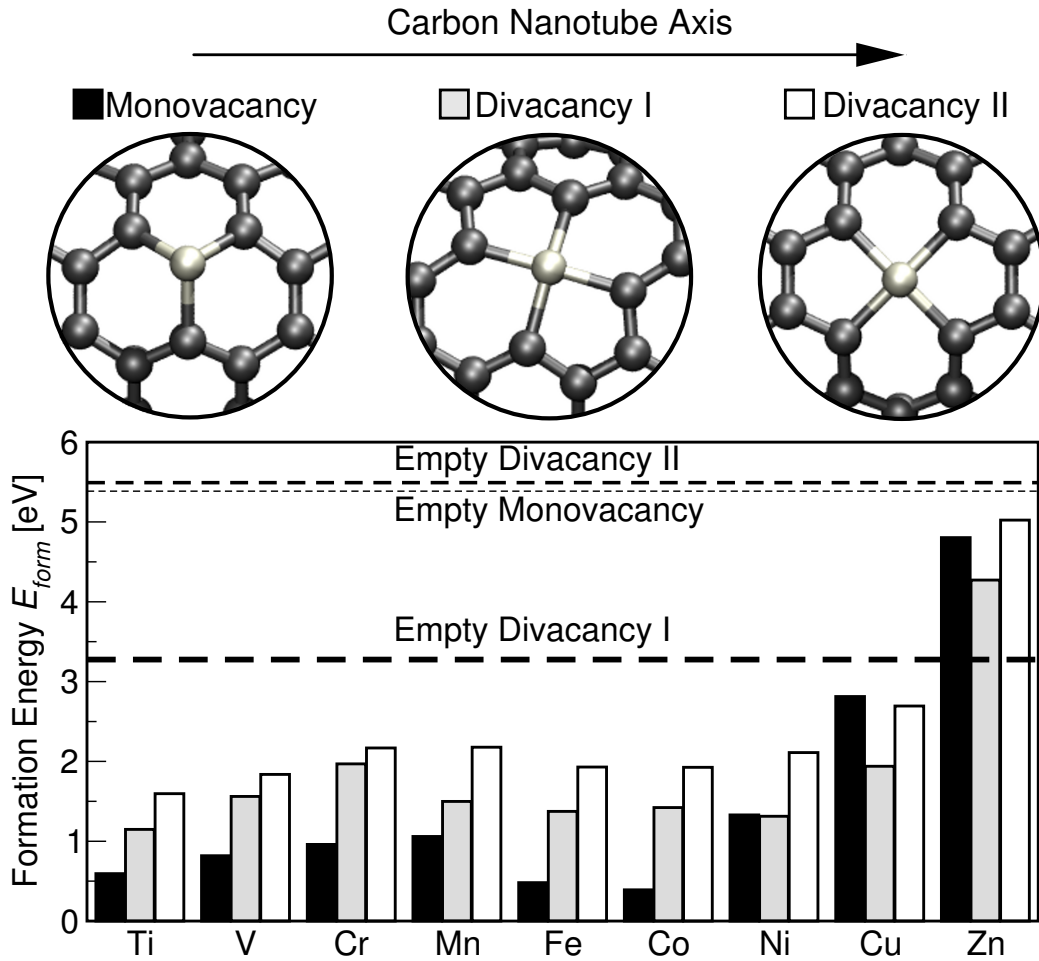 Carbon Nanotube Axis
Monovacancy
Divacancy I
Divacancy II
Formation Energy E_form [eV]
6
5
4
3
2
1
0
Empty Divacancy II
Empty Monovacancy
Empty Divacancy I
Ti V Cr Mn Fe Co Ni Cu Zn